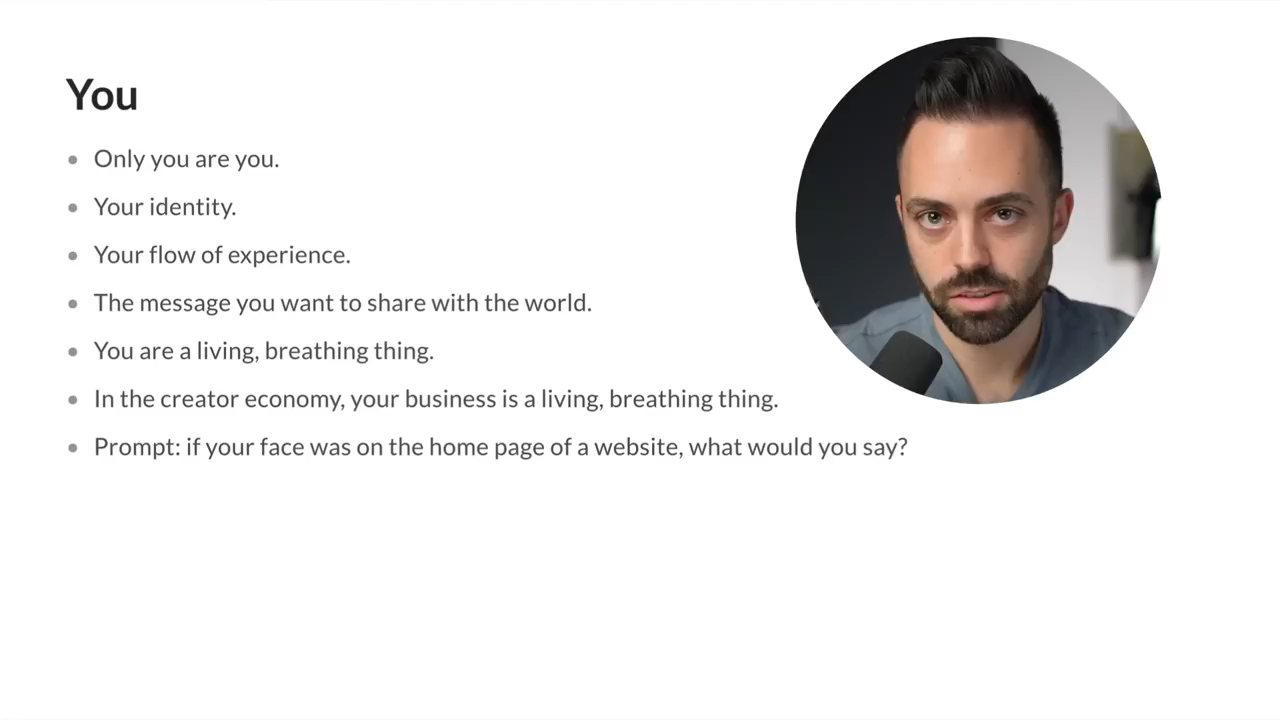 You
Only you are you.
Your identity.
Your flow of experience.
The message you want to share with the world.
You are a living, breathing thing.
In the creator economy, your business is a living, breathing thing.
Prompt: if your face was on the home page of a website, what would you say?